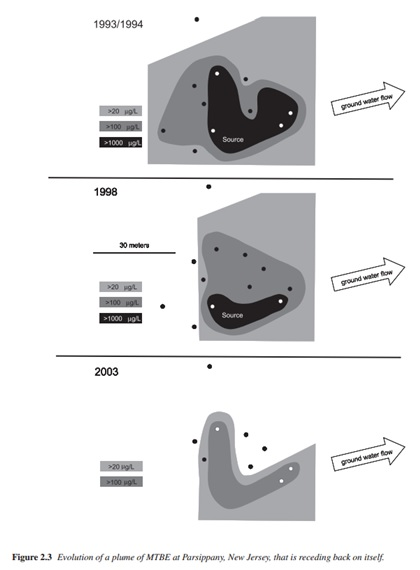 1993/1994
>20 µg/L
>100 µg/L
>1000 µg/L
Source
ground water flow
1998
30 meters
>20 µg/L
>100 µg/L
>1000 µg/L
Source
ground water flow
2003
>20 µg/L
>100 µg/L
ground water flow
Figure 2.3 Evolution of a plume of MTBE at Parsippany, New Jersey, that is receding back on itself.